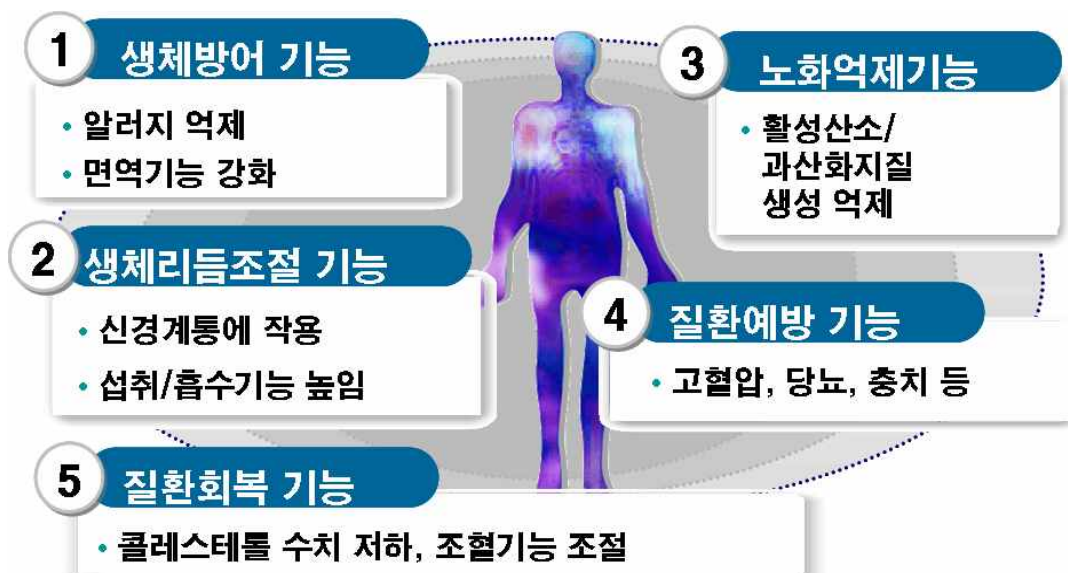 1 생체방어 기능
• 알러지 억제
• 면역기능 강화
2 생체리듬조절 기능
• 신경계통에 작용
• 섭취/흡수기능 높임
3 노화억제기능
• 활성산소/
과산화지질
생성 억제
4 질환예방 기능
• 고혈압, 당뇨, 충치 등
5 질환회복 기능
• 콜레스테롤 수치 저하, 조혈기능 조절